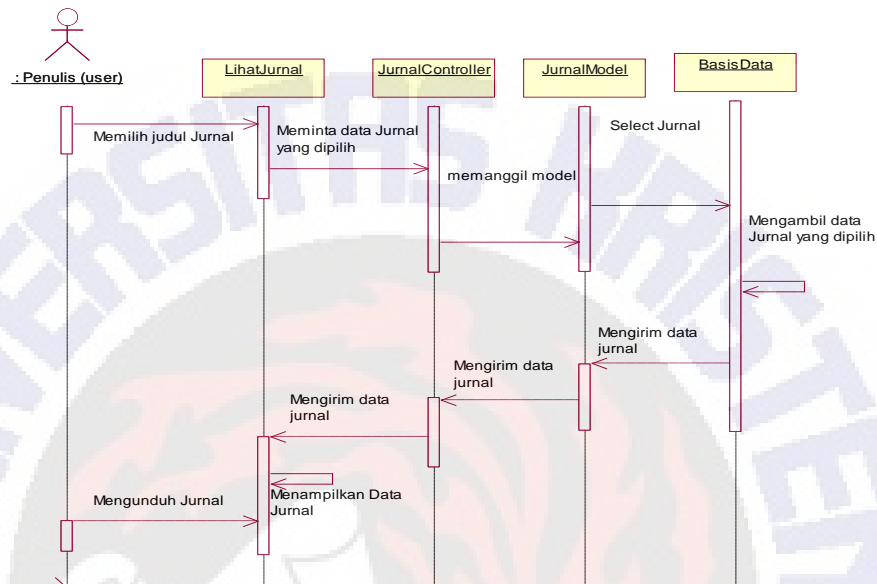 : Penulis (user)
LihatJurnal
JurnalController
JurnalModel
BasisData
Memilih judul Jurnal
Meminta data Jurnal
yang dipilih
memanggil model
Select Jurnal
Mengambil data
Jurnal yang dipilih
Mengirim data
jurnal
Mengirim data
jurnal
Mengirim data
jurnal
Menampilkan Data
Jurnal
Mengunduh Jurnal